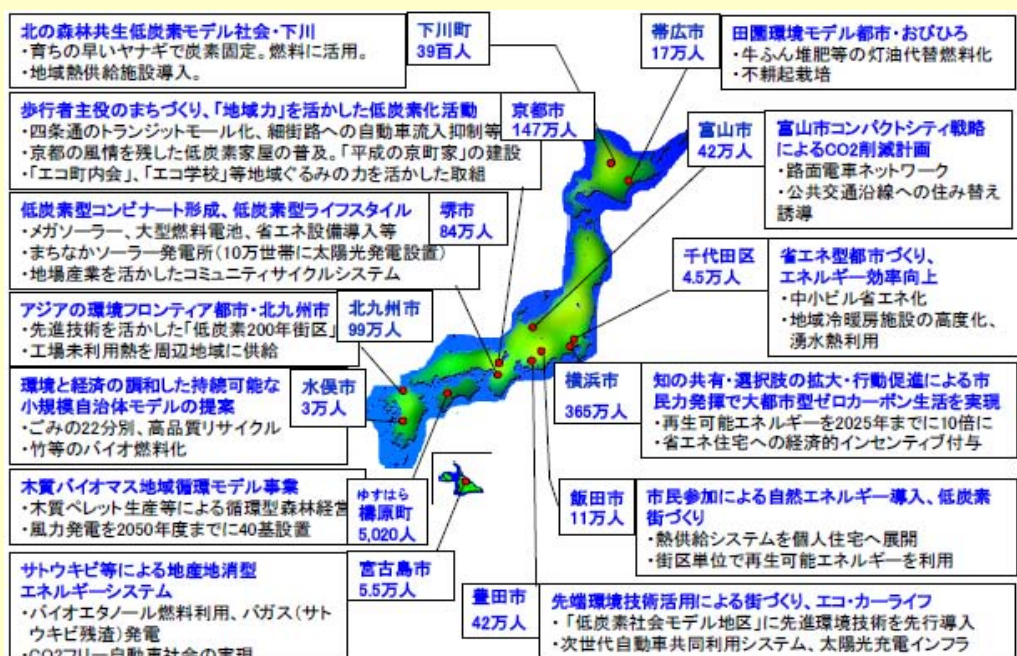 北の森林共生低炭素モデル社会・下川
・育ちの早いヤナギで炭素固定。燃料に活用。
・地域熱供給施設導入。
下川町
39百人
帯広市
17万人
田園環境モデル都市・おびひろ
・牛ふん堆肥等の灯油代替燃料化
・不耕起栽培
歩行者主役のまちづくり、「地域力」を活かした低炭素化活動
・四条通のトランジットモール化、細街路への自動車流入抑制等
・京都の風情を残した低炭素家屋の普及。「平成の京町家」の建設
・「エコ町内会」、「エコ学校」等地域ぐるみの力を活かした取組
京都市
147万人
富山市
42万人
富山市コンパクトシティ戦略
によるCO2削減計画
・路面電車ネットワーク
・公共交通沿線への住み替え
誘導
低炭素型コンビナート形成、低炭素型ライフスタイル
・メガソーラー、大型燃料電池、省エネ設備導入等
・まちなかソーラー発電所(10万世帯に太陽光発電設置)
・地場産業を活かしたコミュニティサイクルシステム
堺市
84万人
千代田区
4.5万人
省エネ型都市づくり、
エネルギー効率向上
・中小ビル省エネ化
・地域冷暖房施設の高度化、
湧水熱利用
アジアの環境フロンティア都市・北九州市
・先進技術を活かした「低炭素200年街区」
・工場未利用熱を周辺地域に供給
北九州市
99万人
環境と経済の調和した持続可能な
小規模自治体モデルの提案
・ごみの22分別、高品質リサイクル
・竹等のバイオ燃料化
水俣市
3万人
横浜市
365万人
知の共有・選択肢の拡大・行動促進による市
民力発揮で大都市型ゼロカーボン生活を実現
・再生可能エネルギーを2025年までに10倍に
・省エネ住宅への経済的インセンティブ付与
木質バイオマス地域循環モデル事業
・木質ペレット生産等による循環型森林経営
・風力発電を2050年度までに40基設置
ゆすはら
檮原町
5,020人
飯田市
11万人
市民参加による自然エネルギー導入、低炭素
街づくり
・熱供給システムを個人住宅へ展開
・街区単位で再生可能エネルギーを利用
サトウキビ等による地産地消型
エネルギーシステム
・バイオエタノール燃料利用、バガス(サト
ウキビ残渣)発電
・CO2フリー自動車社会の実現
宮古島市
5.5万人
豊田市
42万人
先端環境技術活用による街づくり、エコ・カーライフ
・「低炭素社会モデル地区」に先進環境技術を先行導入
・次世代自動車共同利用システム、太陽光充電インフラ